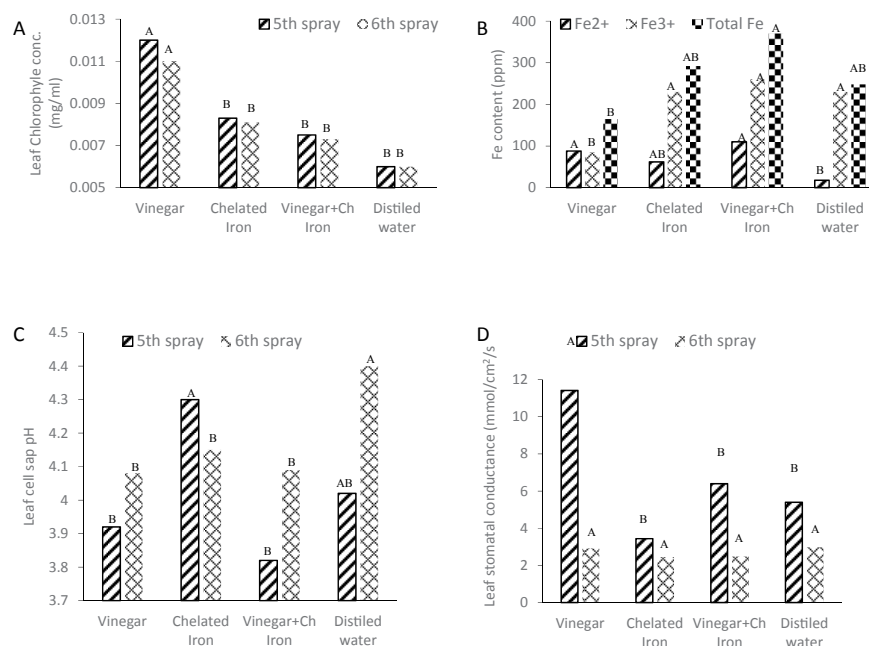 A
B
0.013
0.011
0.009
0.007
0.005
Leaf Chlorophyle conc.
(mg/ml)
5th spray 6th spray
A A
B B
B B
B B
Vinegar Chelated Vinegar+Ch Distiled
Iron Iron water
400
300
200
100
0
Fe content (ppm)
Fe2+ Fe3+ Total Fe
A B B
AB A AB
A A A
B A AB
Vinegar Chelated Vinegar+Ch Distiled
Iron Iron water
C
D
4.5
4.4
4.3
4.2
4.1
4
3.9
3.8
3.7
Leaf cell sap pH
5th spray 6th spray
B B
A B
B B
AB A
Vinegar Chelated Vinegar+Ch Distiled
Iron Iron water
12
10
8
6
4
2
0
Leaf stomatal conductance (mmol/cm²/s)
5th spray 6th spray
A A
B A
B A
B A
Vinegar Chelated Vinegar+Ch Distiled
Iron Iron water